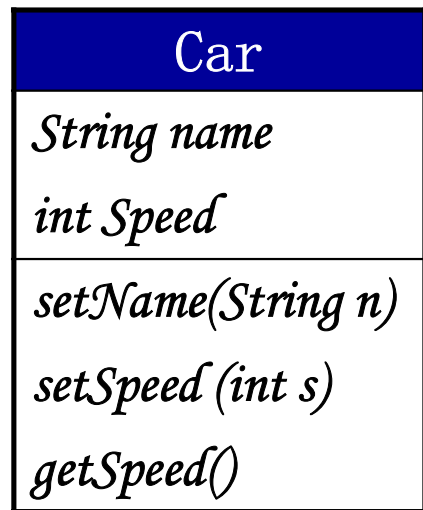 Car
String name
int Speed
setName(String n)
setSpeed (int s)
getSpeed()